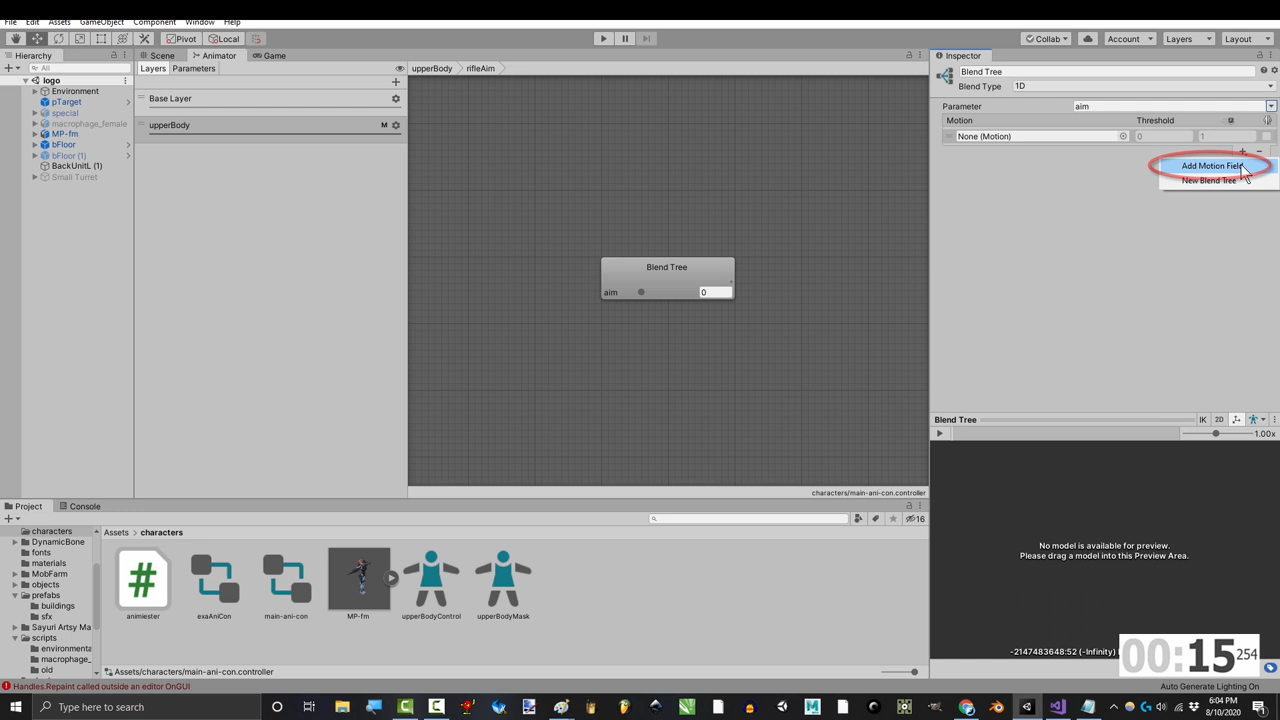 File Edit Assets GameObject Component Window Help
Pivot Local Collab Account Layers Layout
Hierarchy Scene Animator Game Inspector
All
Layers Parameters
upperBody rifleAim
Blend Tree
Blend Type 1D
logo
Environment
pTarget
special
macrophage_female
MP-fm
bFloor
bFloor (1)
BackUnitL (1)
Small Turret
Base Layer
upperBody M
Blend Tree
aim 0
Parameter aim
Motion Threshold
None (Motion) 0 1
Add Motion Field
New Blend Tree
Blend Tree IK 2D
1.00x
No model is available for preview.
Please drag a model into this Preview Area.
-2147483648:52 (-Infinity)
characters/main-ani-con.controller
Project Console
16
characters
DynamicBone
fonts
materials
MobFarm
objects
prefabs
buildings
sfx
Sayuri Artsy Ma
scripts
environmenta
macrophage_
old
Assets characters
animiester exaAniCon main-ani-con MP-fm upperBodyControl upperBodyMask
Assets/characters/main-ani-con.controller
00:15 254
Handles.Repaint called outside an editor OnGUI
Auto Generate Lighting On
Type here to search
6:04 PM
8/10/2020